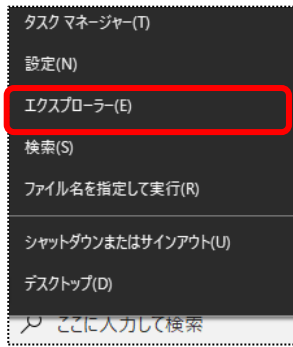 タスク マネージャー(T)
設定(N)
エクスプローラー(E)
検索(S)
ファイル名を指定して実行(R)
シャットダウンまたはサインアウト(U)
デスクトップ(D)
ここに入力して検索